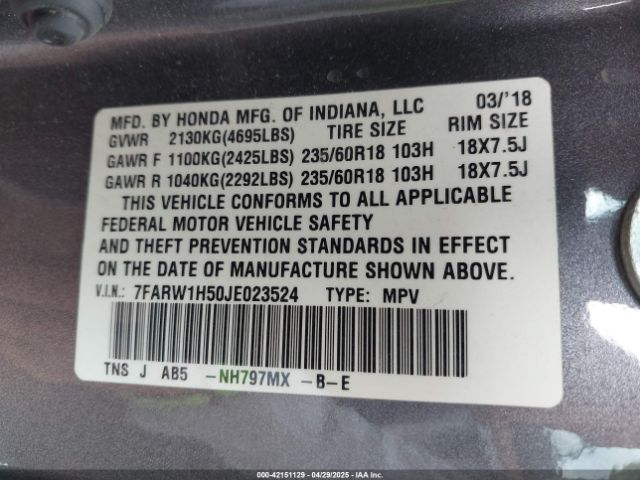 MFD. BY HONDA MFG. OF INDIANA, LLC 03/'18
GVWR 2130KG(4695LBS) TIRE SIZE RIM SIZE
GAWR F 1100KG(2425LBS) 235/60R18 103H 18X7.5J
GAWR R 1040KG(2292LBS) 235/60R18 103H 18X7.5J
THIS VEHICLE CONFORMS TO ALL APPLICABLE
FEDERAL MOTOR VEHICLE SAFETY
AND THEFT PREVENTION STANDARDS IN EFFECT
ON THE DATE OF MANUFACTURE SHOWN ABOVE.
V.I.N.: 7FARW1H50JE023524 TYPE: MPV
TNS J AB5 -NH797MX -B-E
000-42151129 - 04/29/2025 - IAAI, Inc.